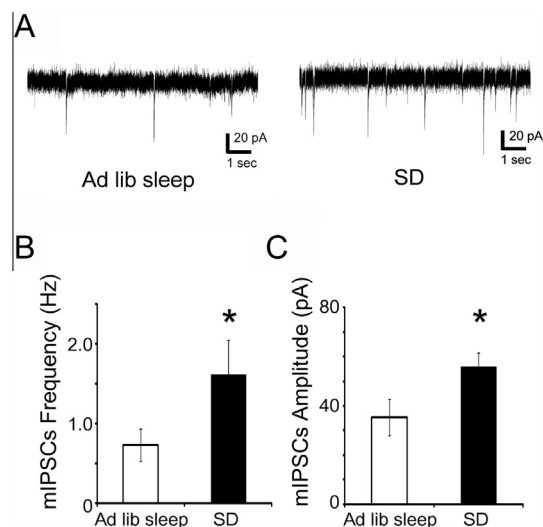 A
20 pA
1 sec
Ad lib sleep
20 pA
1 sec
SD
B
mIPSCs Frequency (Hz)
2.0
1.0
0
*
Ad lib sleep
SD
C
mIPSCs Amplitude (pA)
80
40
0
*
Ad lib sleep
SD